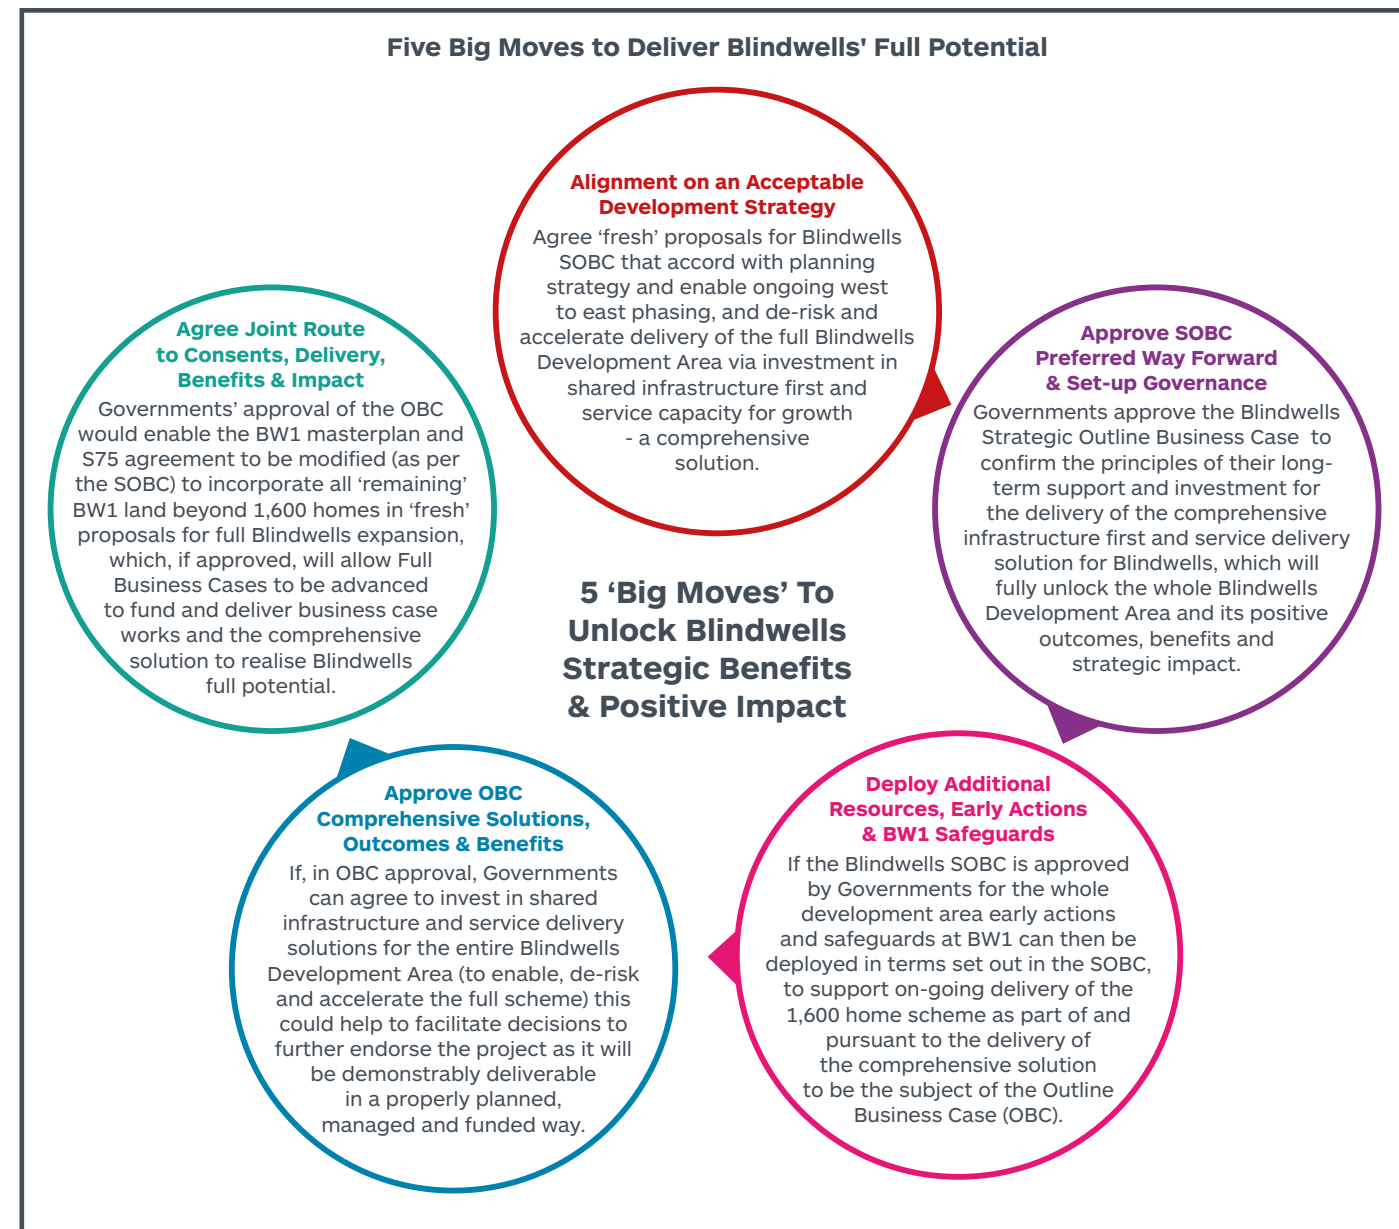 Five Big Moves to Deliver Blindwells' Full Potential
Alignment on an Acceptable
Development Strategy
Agree ‘fresh’ proposals for Blindwells
SOBC that accord with planning
strategy and enable ongoing west
to east phasing, and de-risk and
accelerate delivery of the full Blindwells
Development Area via investment in
shared infrastructure first and
service capacity for growth
- a comprehensive
solution.
Approve SOBC
Preferred Way Forward
& Set-up Governance
Governments approve the Blindwells
Strategic Outline Business Case to
confirm the principles of their long-
term support and investment for
the delivery of the comprehensive
infrastructure first and service delivery
solution for Blindwells, which will
fully unlock the whole Blindwells
Development Area and its positive
outcomes, benefits and
strategic impact.
Deploy Additional
Resources, Early Actions
& BW1 Safeguards
If the Blindwells SOBC is approved
by Governments for the whole
development area early actions
and safeguards at BW1 can then be
deployed in terms set out in the SOBC,
to support on-going delivery of the
1,600 home scheme as part of and
pursuant to the delivery of
the comprehensive solution
to be the subject of the Outline
Business Case (OBC).
Approve OBC
Comprehensive Solutions,
Outcomes & Benefits
If, in OBC approval, Governments
can agree to invest in shared
infrastructure and service delivery
solutions for the entire Blindwells
Development Area (to enable, de-risk
and accelerate the full scheme) this
could help to facilitate decisions to
further endorse the project as it will
be demonstrably deliverable
in a properly planned,
managed and funded way.
Agree Joint Route
to Consents, Delivery,
Benefits & Impact
Governments’ approval of the OBC
would enable the BW1 masterplan and
S75 agreement to be modified (as per
the SOBC) to incorporate all ‘remaining’
BW1 land beyond 1,600 homes in ‘fresh’
proposals for full Blindwells expansion,
which, if approved, will allow Full
Business Cases to be advanced
to fund and deliver business case
works and the comprehensive
solution to realise Blindwells
full potential.
5 ‘Big Moves’ To
Unlock Blindwells
Strategic Benefits
& Positive Impact